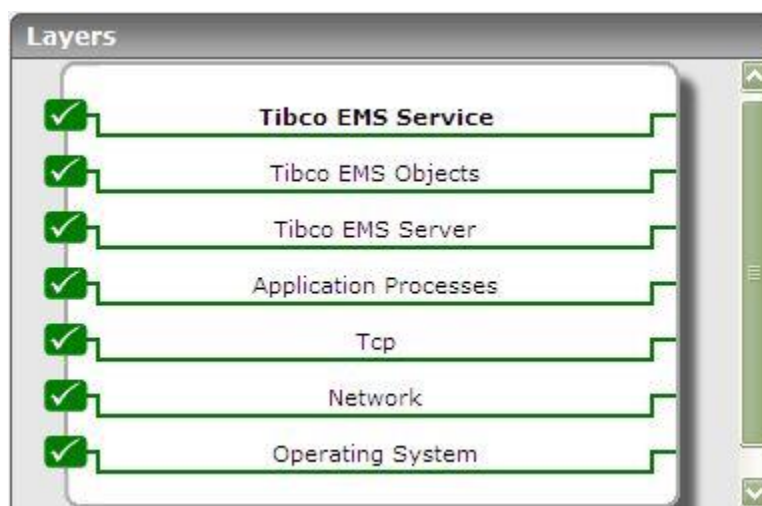 Layers
Tibco EMS Service
Tibco EMS Objects
Tibco EMS Server
Application Processes
Tcp
Network
Operating System